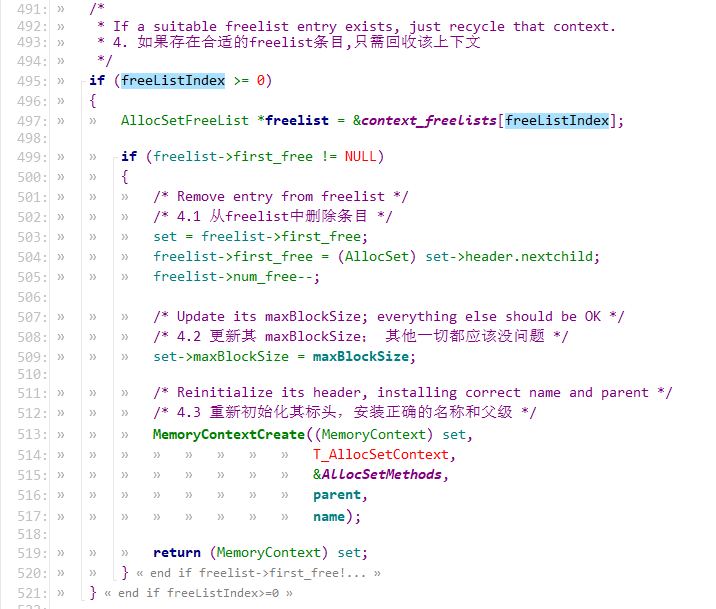 491: » /*
492: » * If a suitable freelist entry exists, just recycle that context.
493: » * 4. 如果存在合适的freelist条目,只需回收该上下文
494: » */
495: » if (freeListIndex >= 0)
496: » {
497: » » AllocSetFreeList *freelist = &context_freelists[freeListIndex];
498:
499: » » if (freelist->first_free != NULL)
500: » » {
501: » » » /* Remove entry from freelist */
502: » » » /* 4.1 从freelist中删除条目 */
503: » » » set = freelist->first_free;
504: » » » freelist->first_free = (AllocSet) set->header.nextchild;
505: » » » freelist->num_free--;
506:
507: » » » /* Update its maxBlockSize; everything else should be OK */
508: » » » /* 4.2 更新其 maxBlockSize； 其他一切都应该没问题 */
509: » » » set->maxBlockSize = maxBlockSize;
510:
511: » » » /* Reinitialize its header, installing correct name and parent */
512: » » » /* 4.3 重新初始化其标头，安装正确的名称和父级 */
513: » » » MemoryContextCreate((MemoryContext) set,
514: » » » » » » » » T_AllocSetContext,
515: » » » » » » » » &AllocSetMethods,
516: » » » » » » » » parent,
517: » » » » » » » » name);
518:
519: » » » return (MemoryContext) set;
520: » » } « end if freelist->first_free!... »
521: » } « end if freeListIndex>=0 »